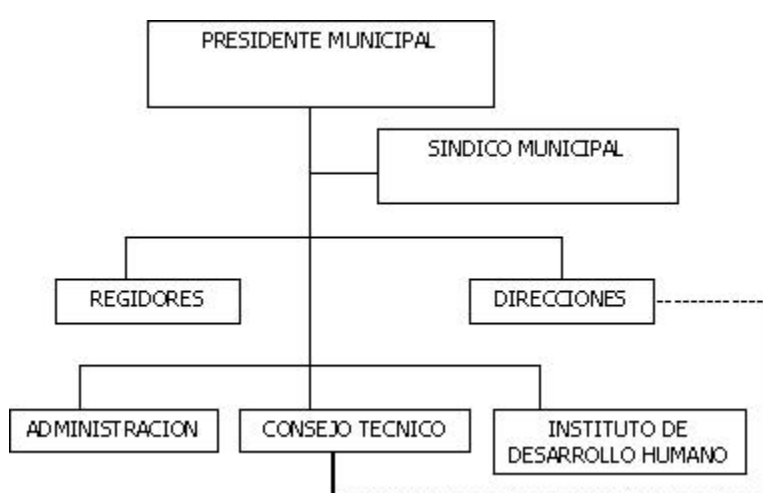 PRESIDENTE MUNICIPAL
SINDICO MUNICIPAL
REGIDORES
DIRECCIONES
ADMINISTRACION
CONSEJO TECNICO
INSTITUTO DE
DESARROLLO HUMANO